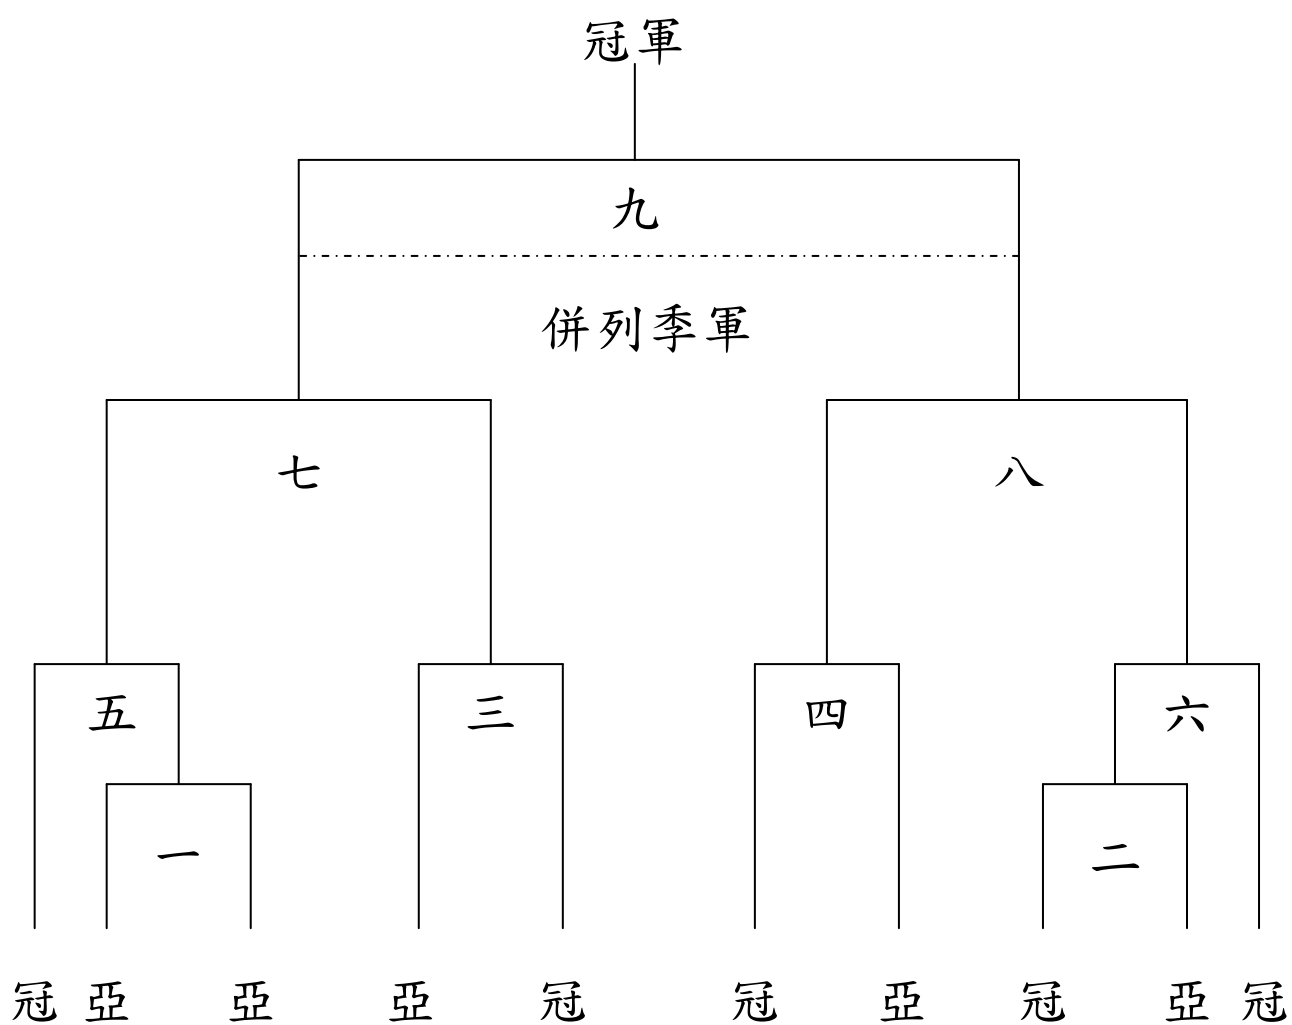 冠軍
九
併列季軍
七 八
五 三 四 六
一 二
冠 亞 亞 亞 冠 冠 亞 冠 亞 冠